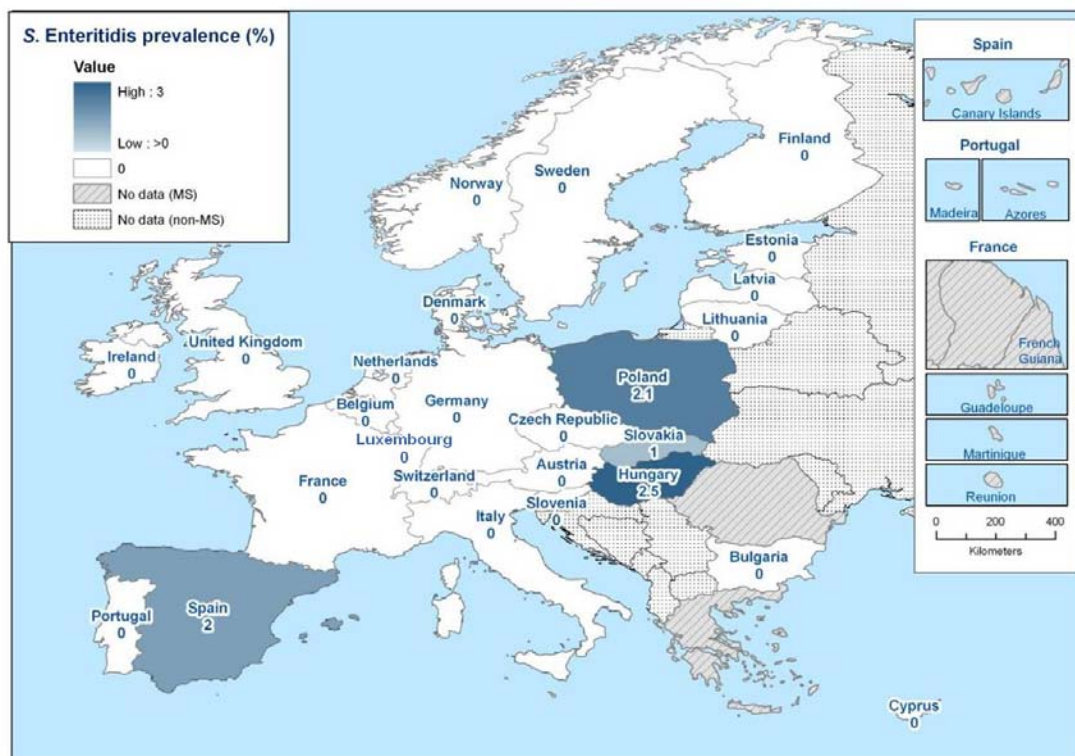 S. Enteritidis prevalence (%)
Value
High : 3
Low : >0
0
No data (MS)
No data (non-MS)
Norway
0
Sweden
0
Finland
0
Estonia
0
Latvia
0
Lithuania
0
Denmark
0
Ireland
0
United Kingdom
0
Netherlands
0
Belgium
0
Germany
0
Poland
2.1
Luxembourg
0
Czech Republic
0
Slovakia
1
France
0
Switzerland
0
Austria
0
Hungary
2.5
Slovenia
0
Italy
0
Bulgaria
0
Portugal
0
Spain
2
Cyprus
0
Spain
Canary Islands
Portugal
Madeira
Azores
France
French
Guiana
Guadeloupe
Martinique
Reunion
0 200 400
Kilometers